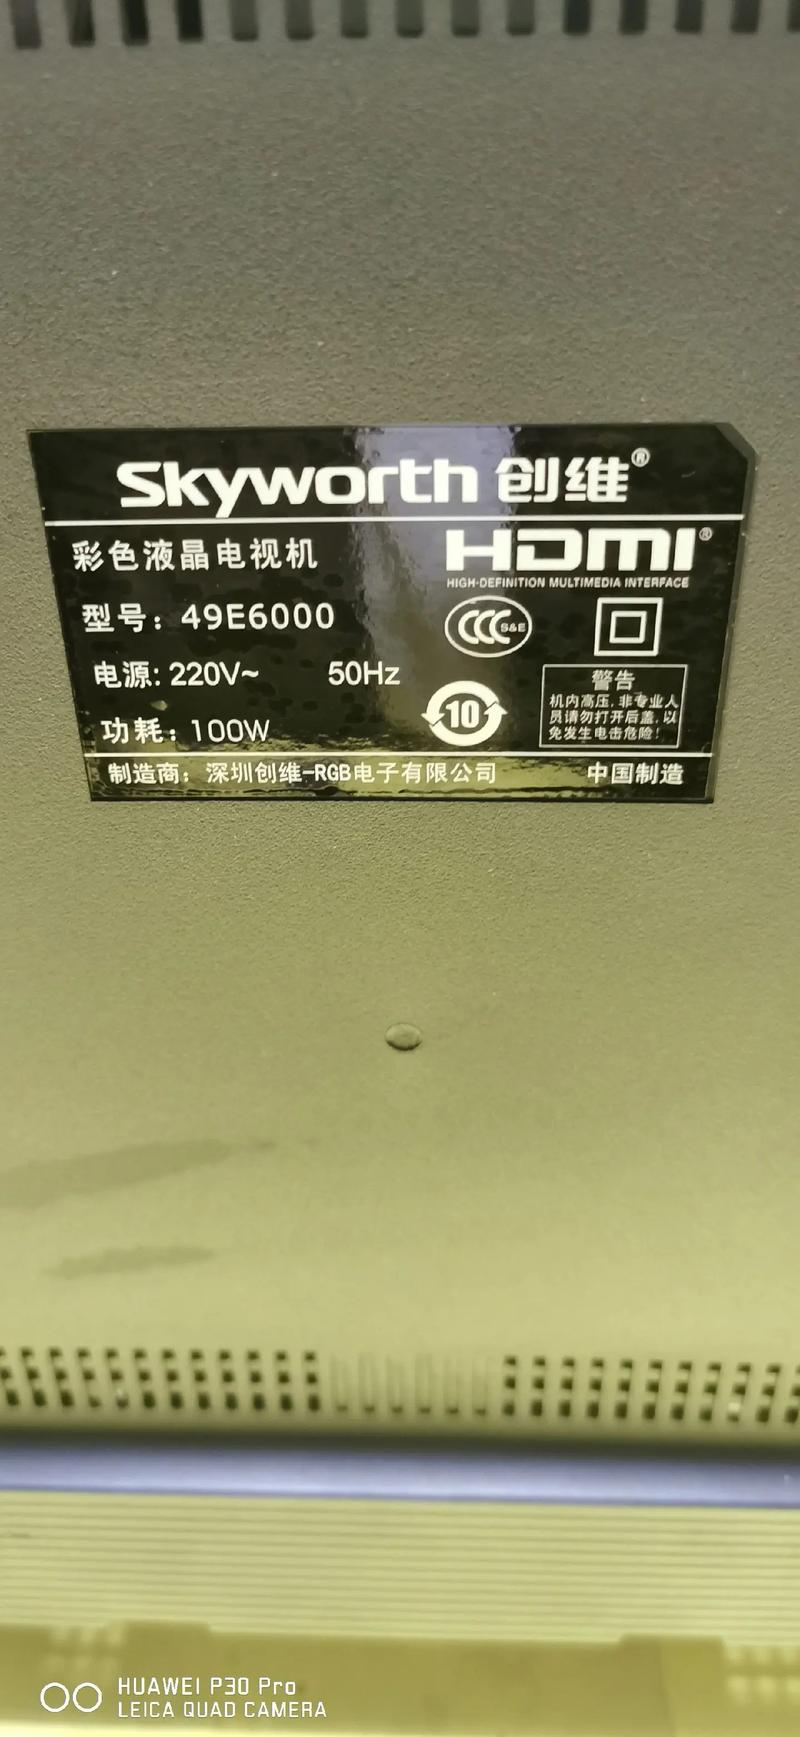 Skyworth 创维®
彩色液晶电视机
HDMI®
HIGH-DEFINITION MULTIMEDIA INTERFACE
型号：49E6000
CCC S&E
电源: 220V~ 50Hz
警告
机内高压,非专业人
员请勿打开后盖,以
免发生电击危险!
功耗：100W
10
制造商：深圳创维-RGB电子有限公司 中国制造
HUAWEI P30 Pro
LEICA QUAD CAMERA